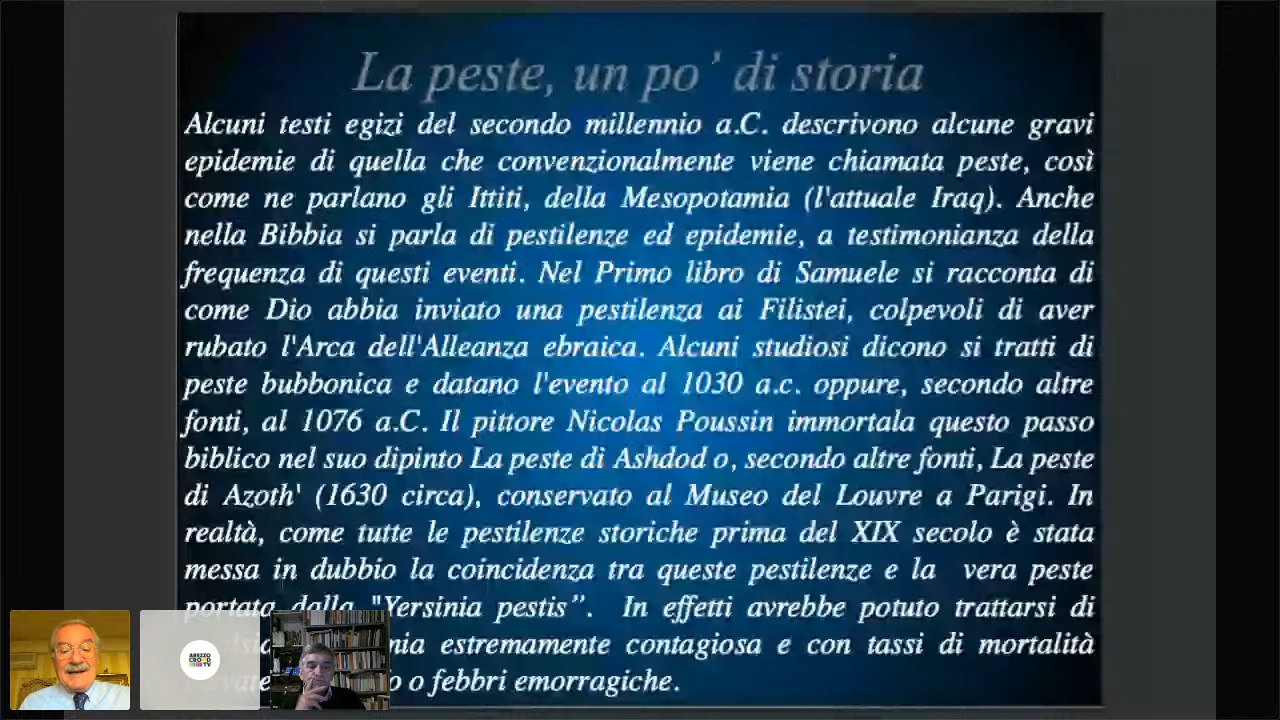 La peste, un po' di storia
Alcuni testi egizi del secondo millennio a.C. descrivono alcune gravi
epidemie di quella che convenzionalmente viene chiamata peste, così
come ne parlano gli Ittiti, della Mesopotamia (l'attuale Iraq). Anche
nella Bibbia si parla di pestilenze ed epidemie, a testimonianza della
frequenza di questi eventi. Nel Primo libro di Samuele si racconta di
come Dio abbia inviato una pestilenza ai Filistei, colpevoli di aver
rubato l'Arca dell'Alleanza ebraica. Alcuni studiosi dicono si tratti di
peste bubbonica e datano l'evento al 1030 a.c. oppure, secondo altre
fonti, al 1076 a.C. Il pittore Nicolas Poussin immortala questo passo
biblico nel suo dipinto La peste di Ashdod o, secondo altre fonti, La peste
di Azoth' (1630 circa), conservato al Museo del Louvre a Parigi. In
realtà, come tutte le pestilenze storiche prima del XIX secolo è stata
messa in dubbio la coincidenza tra queste pestilenze e la vera peste
portata dalla "Yersinia pestis”. In effetti avrebbe potuto trattarsi di
estremamente contagiosa e con tassi di mortalità
o febbri emorragiche.
AREZZO
CROWD
TV